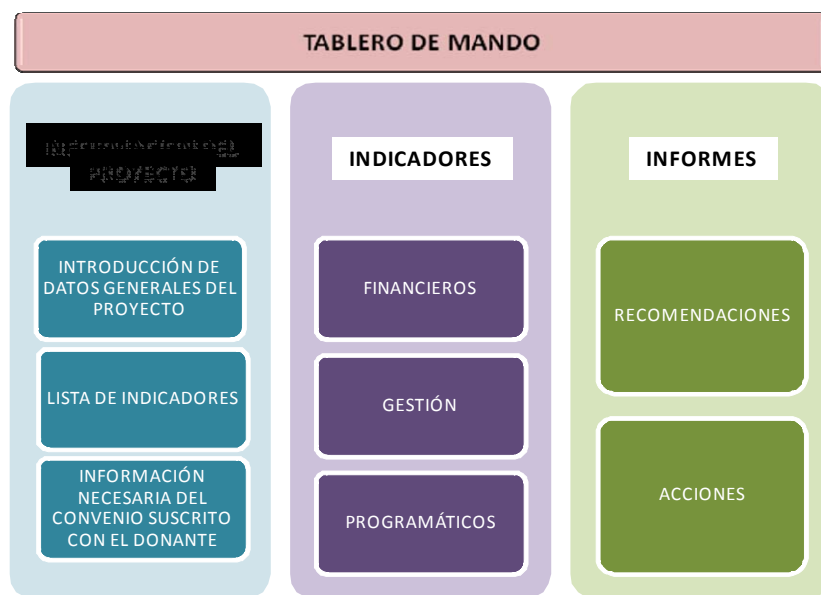 TABLERO DE MANDO
PROYECTO
INTRODUCCIÓN DE
DATOS GENERALES DEL
PROYECTO
LISTA DE INDICADORES
INFORMACIÓN
NECESARIA DEL
CONVENIO SUSCRITO
CON EL DONANTE
INDICADORES
FINANCIEROS
GESTIÓN
PROGRAMÁTICOS
INFORMES
RECOMENDACIONES
ACCIONES